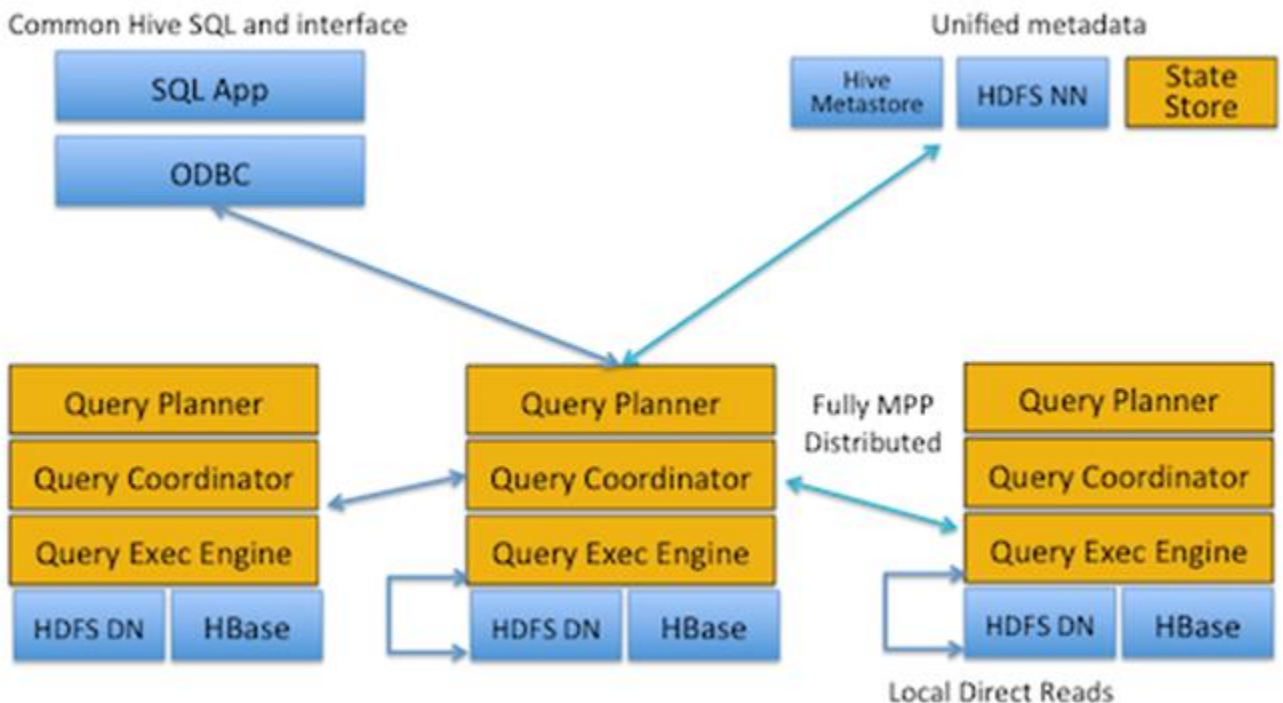 Common Hive SQL and interface
SQL App
ODBC
Unified metadata
Hive
Metastore
HDFS NN
State
Store
Query Planner
Query Coordinator
Query Exec Engine
HDFS DN
HBase
Query Planner
Query Coordinator
Query Exec Engine
HDFS DN
HBase
Fully MPP
Distributed
Query Planner
Query Coordinator
Query Exec Engine
HDFS DN
HBase
Local Direct Reads